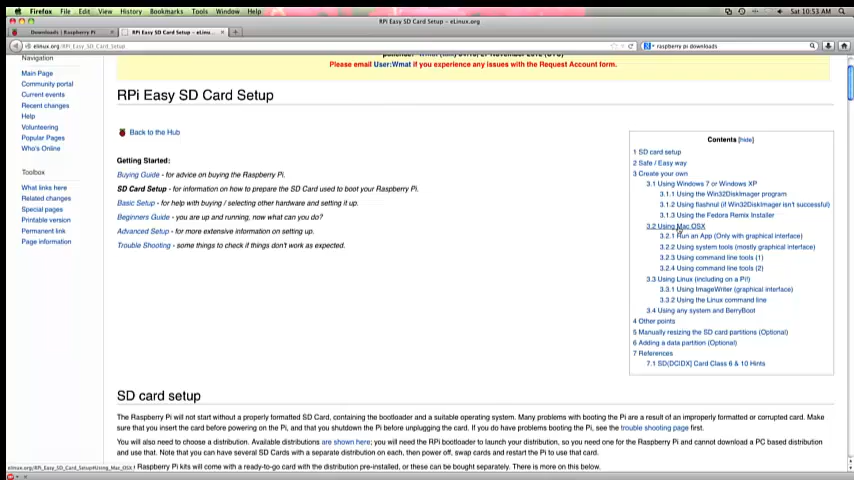 Firefox File Edit View History Bookmarks Tools Window Help Sat 10:53 AM
RPi Easy SD Card Setup - eLinux.org
Downloads | Raspberry Pi
RPi Easy SD Card Setup - eLinu...
elinux.org/RPi_Easy_SD_Card_Setup
raspberry pi downloads
Navigation
Main Page
Community portal
Current events
Recent changes
Help
Volunteering
Popular Pages
Who's Online
Toolbox
What links here
Related changes
Special pages
Printable version
Permanent link
Page information
Please email User:Wmat if you experience any issues with the Request Account form.
RPi Easy SD Card Setup
Back to the Hub
Getting Started:
Buying Guide - for advice on buying the Raspberry Pi.
SD Card Setup - for information on how to prepare the SD Card used to boot your Raspberry Pi.
Basic Setup - for help with buying / selecting other hardware and setting it up.
Beginners Guide - you are up and running, now what can you do?
Advanced Setup - for more extensive information on setting up.
Trouble Shooting - some things to check if things don't work as expected.
Contents [hide]
1 SD card setup
2 Safe / Easy way
3 Create your own
3.1 Using Windows 7 or Windows XP
3.1.1 Using the Win32DiskImager program
3.1.2 Using flashnul (if Win32DiskImager isn't successful)
3.1.3 Using the Fedora Remix Installer
3.2 Using Mac OSX
3.2.1 Run an App (Only with graphical interface)
3.2.2 Using system tools (mostly graphical interface)
3.2.3 Using command line tools (1)
3.2.4 Using command line tools (2)
3.3 Using Linux (including on a Pi!)
3.3.1 Using ImageWriter (graphical interface)
3.3.2 Using the Linux command line
3.4 Using any system and BerryBoot
4 Other points
5 Manually resizing the SD card partitions (Optional)
6 Adding a data partition (Optional)
7 References
7.1 SD[DC|DX] Card Class 6 & 10 Hints
SD card setup
The Raspberry Pi will not start without a properly formatted SD Card, containing the bootloader and a suitable operating system. Many problems with booting the Pi are a result of an improperly formatted or corrupted card. Make
sure that you insert the card before powering on the Pi, and that you shutdown the Pi before unplugging the card. If you do have problems booting the Pi, see the trouble shooting page first.
You will also need to choose a distribution. Available distributions are shown here; you will need the RPi bootloader to launch your distribution, so you need one for the Raspberry Pi and cannot download a PC based distribution
and use that. Note that you can have several SD Cards with a separate distribution on each, then power off, swap cards and restart the Pi to use that card.
elinux.org/RPi_Easy_SD_Card_Setup#Using_Mac_OSX
Raspberry Pi kits will come with a ready-to-go card with the distribution pre-installed, or these can be bought separately. There is more on this below.